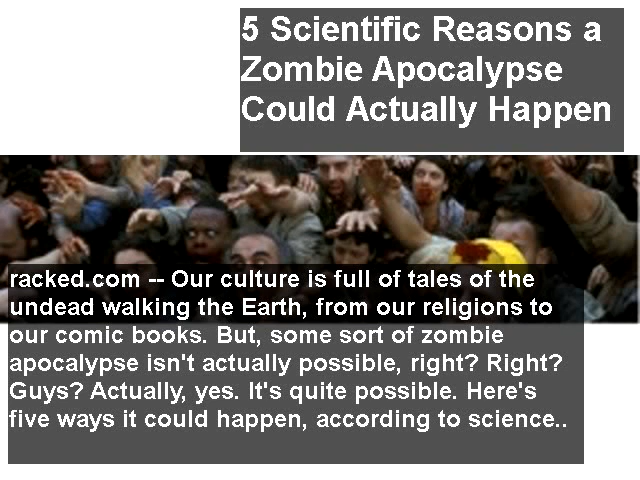 5 Scientific Reasons a
Zombie Apocalypse
Could Actually Happen
racked.com -- Our culture is full of tales of the
undead walking the Earth, from our religions to
our comic books. But, some sort of zombie
apocalypse isn't actually possible, right? Right?
Guys? Actually, yes. It's quite possible. Here's
five ways it could happen, according to science..